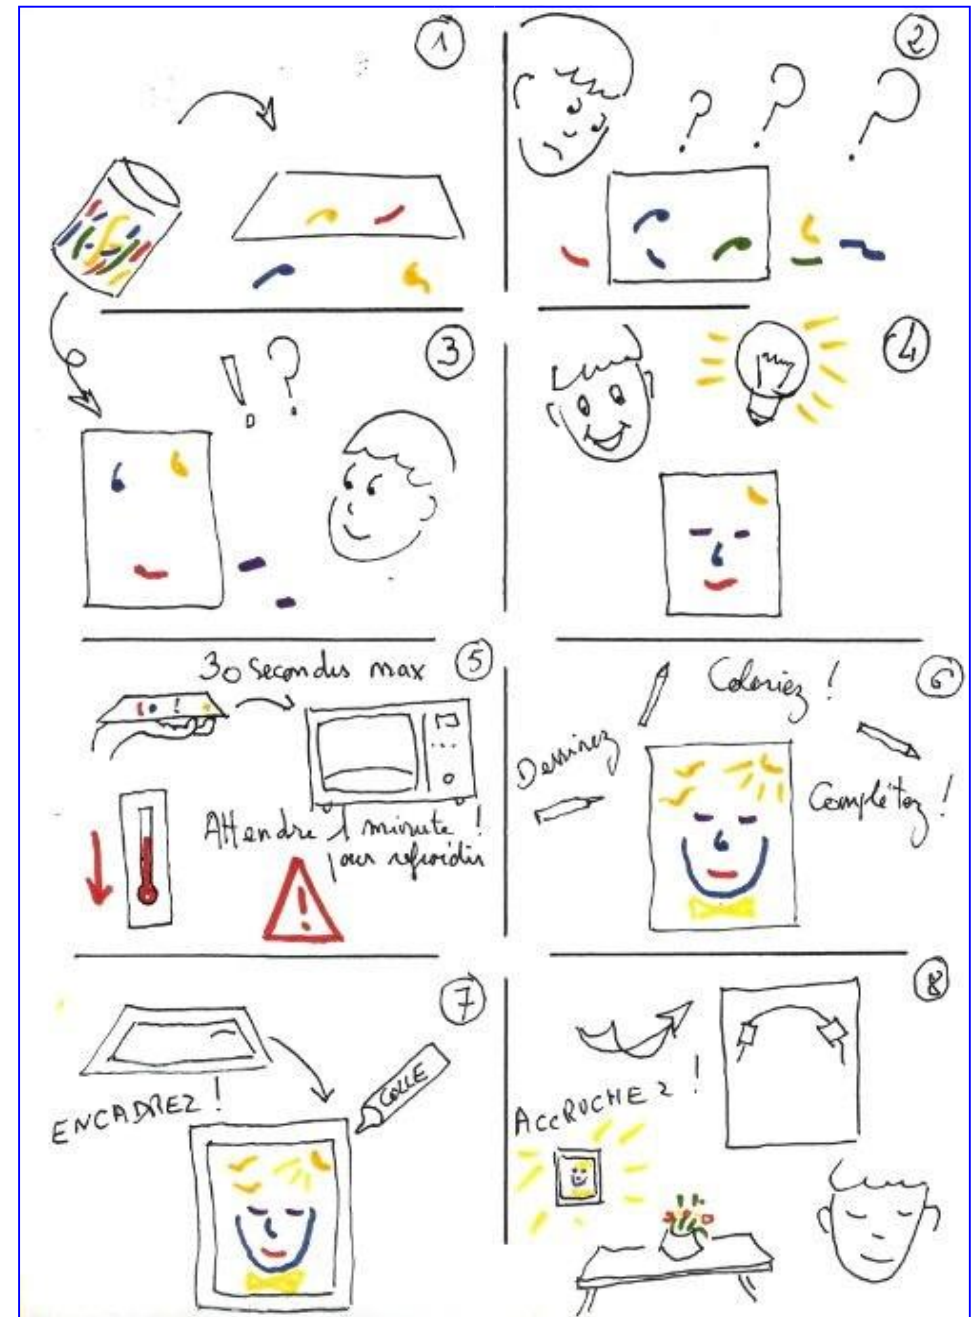 1
2
? ? ?
3
! ?
4
5
30 secondes max
Attendre 1 minute !
pour refroidir
!
6
Coloriez !
Dessinez
Complétez !
7
COLLE
ENCADREZ !
8
ACCROCHEZ !